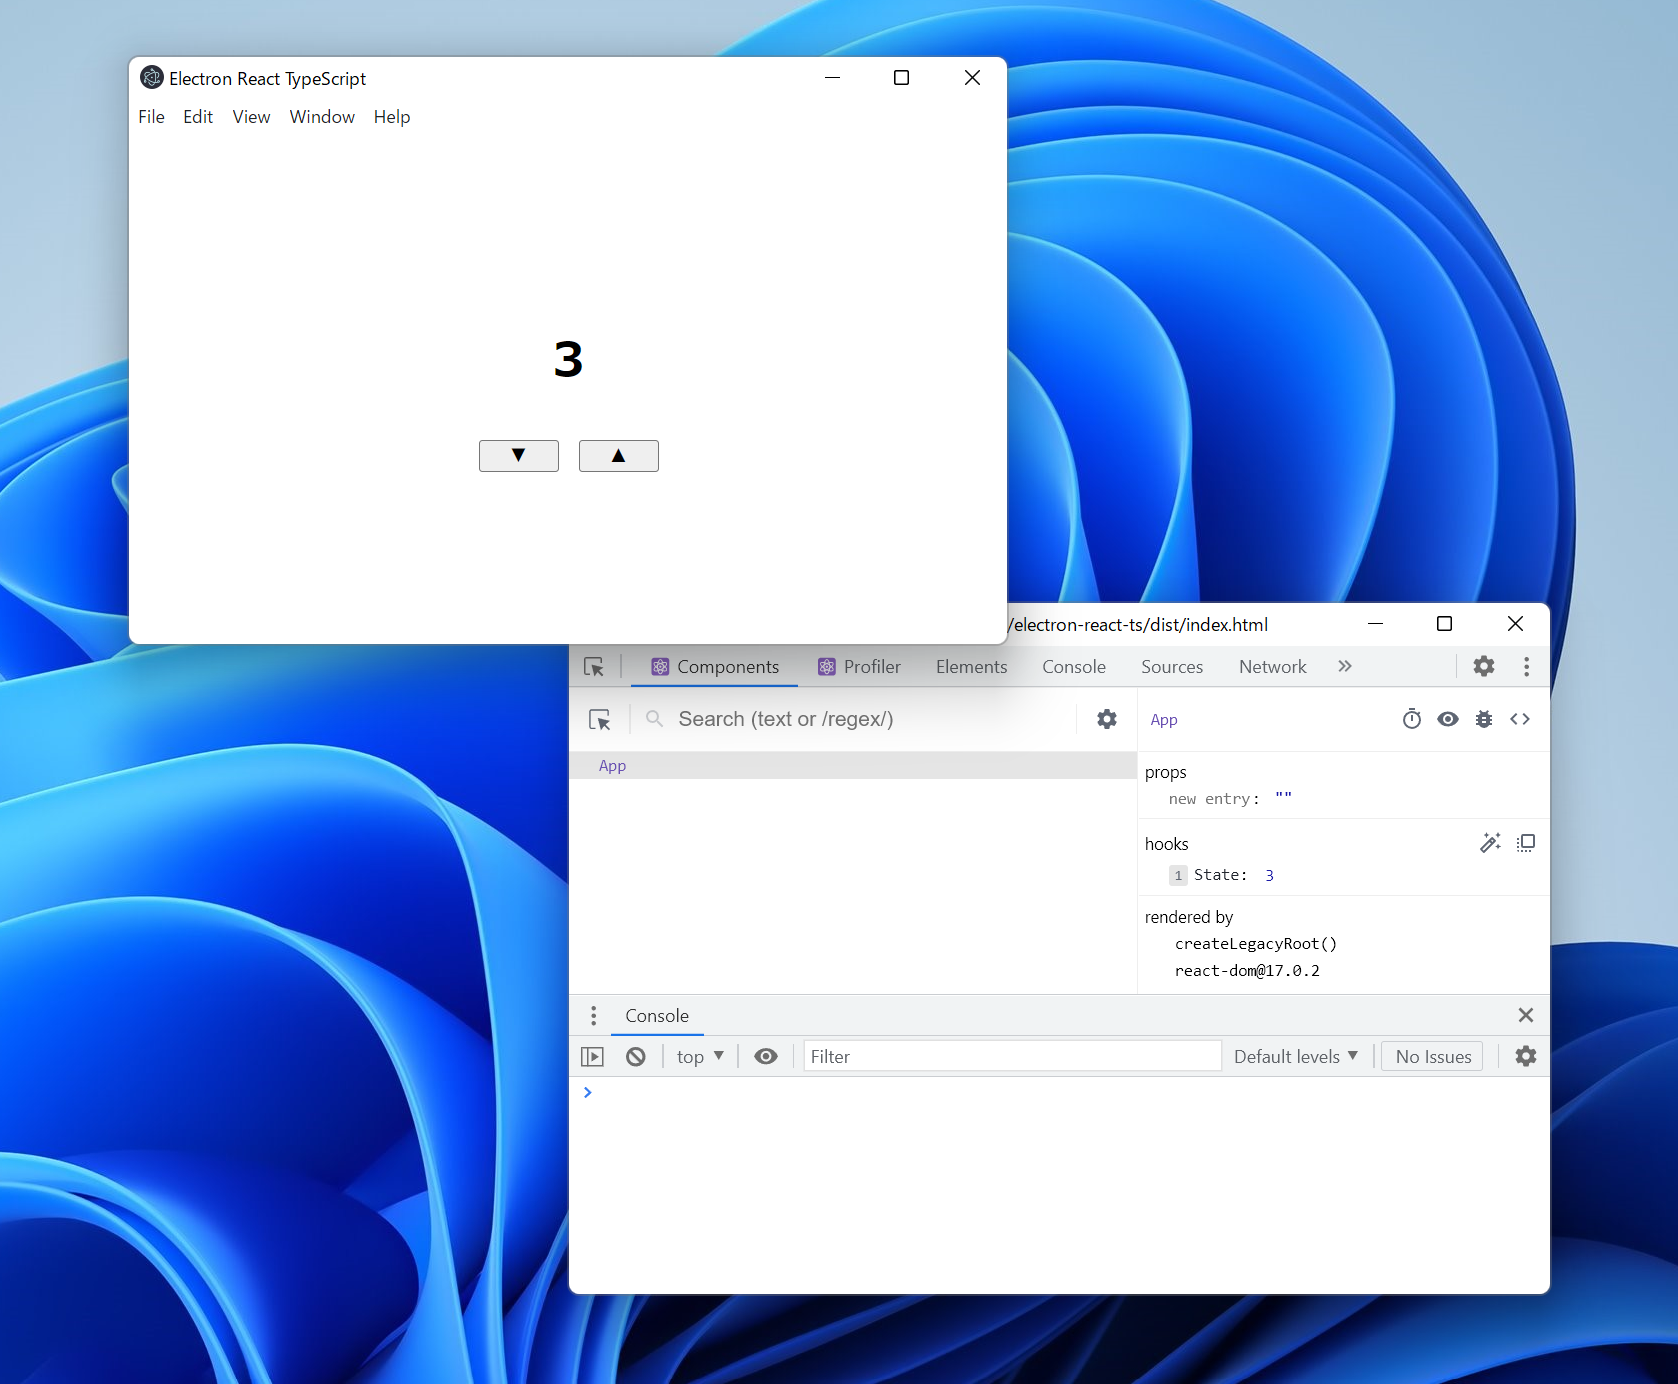 Electron React TypeScript
File Edit View Window Help
3
▼ ▲
/electron-react-ts/dist/index.html
Components Profiler Elements Console Sources Network »
Search (text or /regex/)
App
App
props
new entry: ""
hooks
1 State: 3
rendered by
createLegacyRoot()
react-dom@17.0.2
Console
top ▼ Filter Default levels ▼ No Issues
>